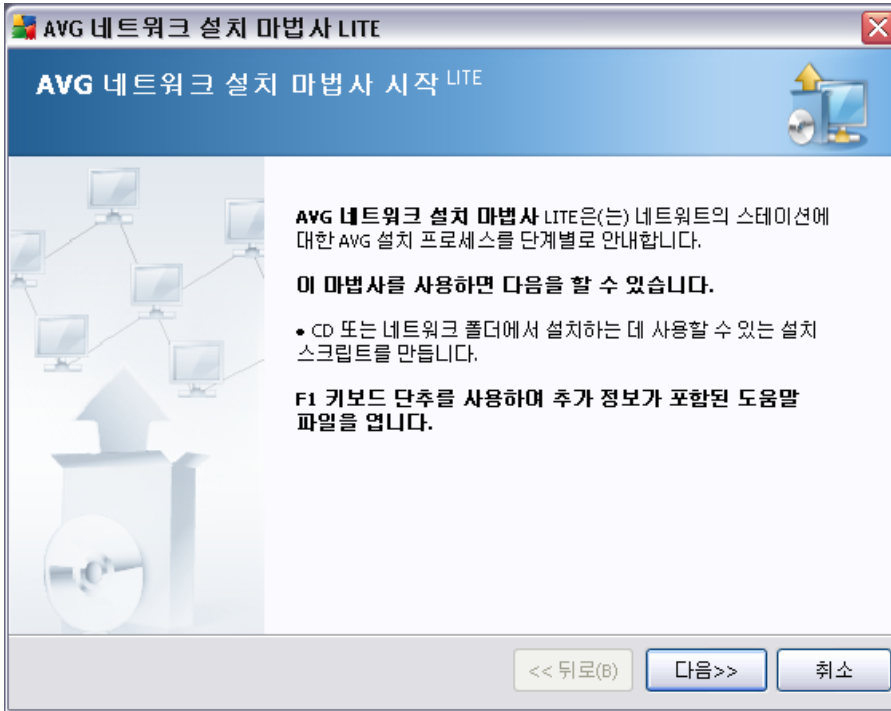 AVG 네트워크 설치 마법사 LITE
AVG 네트워크 설치 마법사 시작 LITE
AVG 네트워크 설치 마법사 LITE은(는) 네트워트의 스테이션에
대한 AVG 설치 프로세스를 단계별로 안내합니다.
이 마법사를 사용하면 다음을 할 수 있습니다.
• CD 또는 네트워크 폴더에서 설치하는 데 사용할 수 있는 설치
스크립트를 만듭니다.
F1 키보드 단추를 사용하여 추가 정보가 포함된 도움말
파일을 엽니다.
<< 뒤로(B)
다음>>
취소